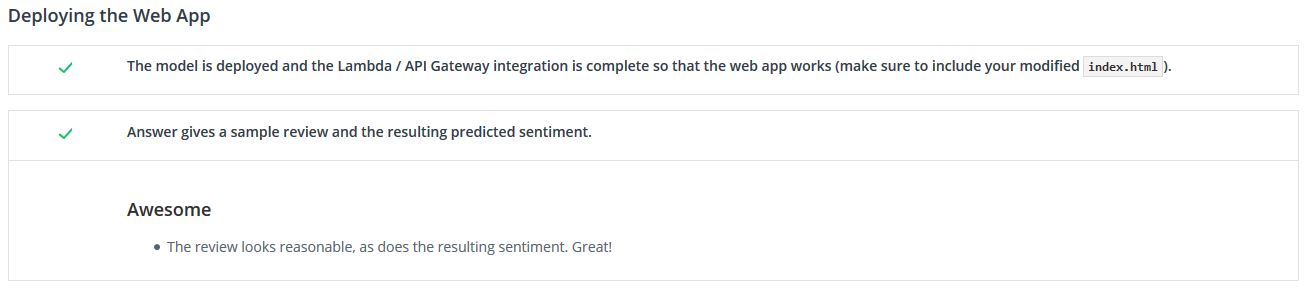 Deploying the Web App
The model is deployed and the Lambda / API Gateway integration is complete so that the web app works (make sure to include your modified index.html).
Answer gives a sample review and the resulting predicted sentiment.
Awesome
• The review looks reasonable, as does the resulting sentiment. Great!